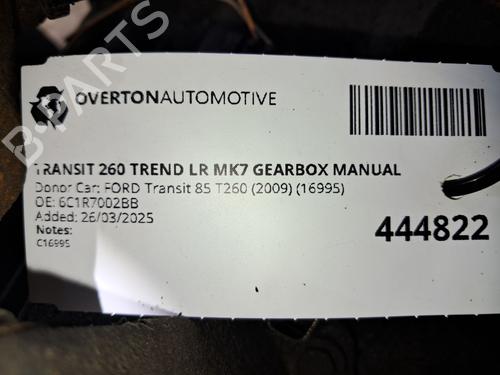 OVERTONAUTOMOTIVE
TRANSIT 260 TREND LR MK7 GEARBOX MANUAL
Donor Car: FORD Transit 85 T260 (2009) (16995)
OE: 6C1R7002BB
Added: 26/03/2025
Notes:
C16995
444822
B-PARTS